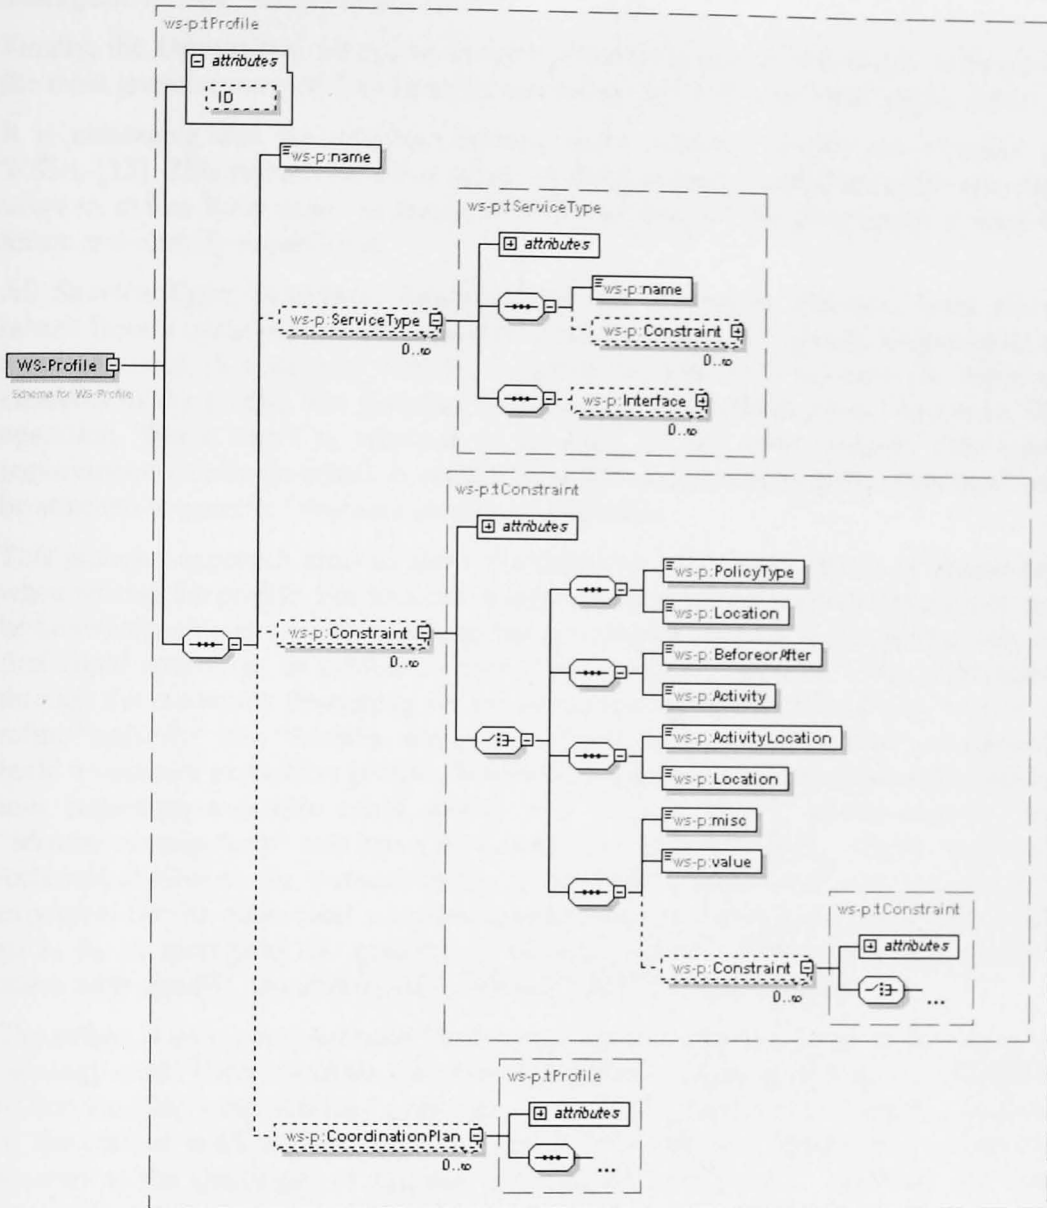 ws-p:tProfile
attributes
ID
ws-p:name
ws-p:tServiceType
attributes
ws-p:name
ws-p:ServiceType
ws-p:Constraint
0..∞
0..∞
WS-Profile
Schema for WS-Profile
ws-p:Interface
0..∞
ws-p:tConstraint
attributes
ws-p:PolicyType
ws-p:Location
ws-p:Constraint
0..∞
ws-p:BeforeorAfter
ws-p:Activity
ws-p:ActivityLocation
ws-p:Location
ws-p:misc
ws-p:value
ws-p:tConstraint
attributes
ws-p:Constraint
0..∞
...
ws-p:tProfile
attributes
ws-p:CoordinationPlan
0..∞
...